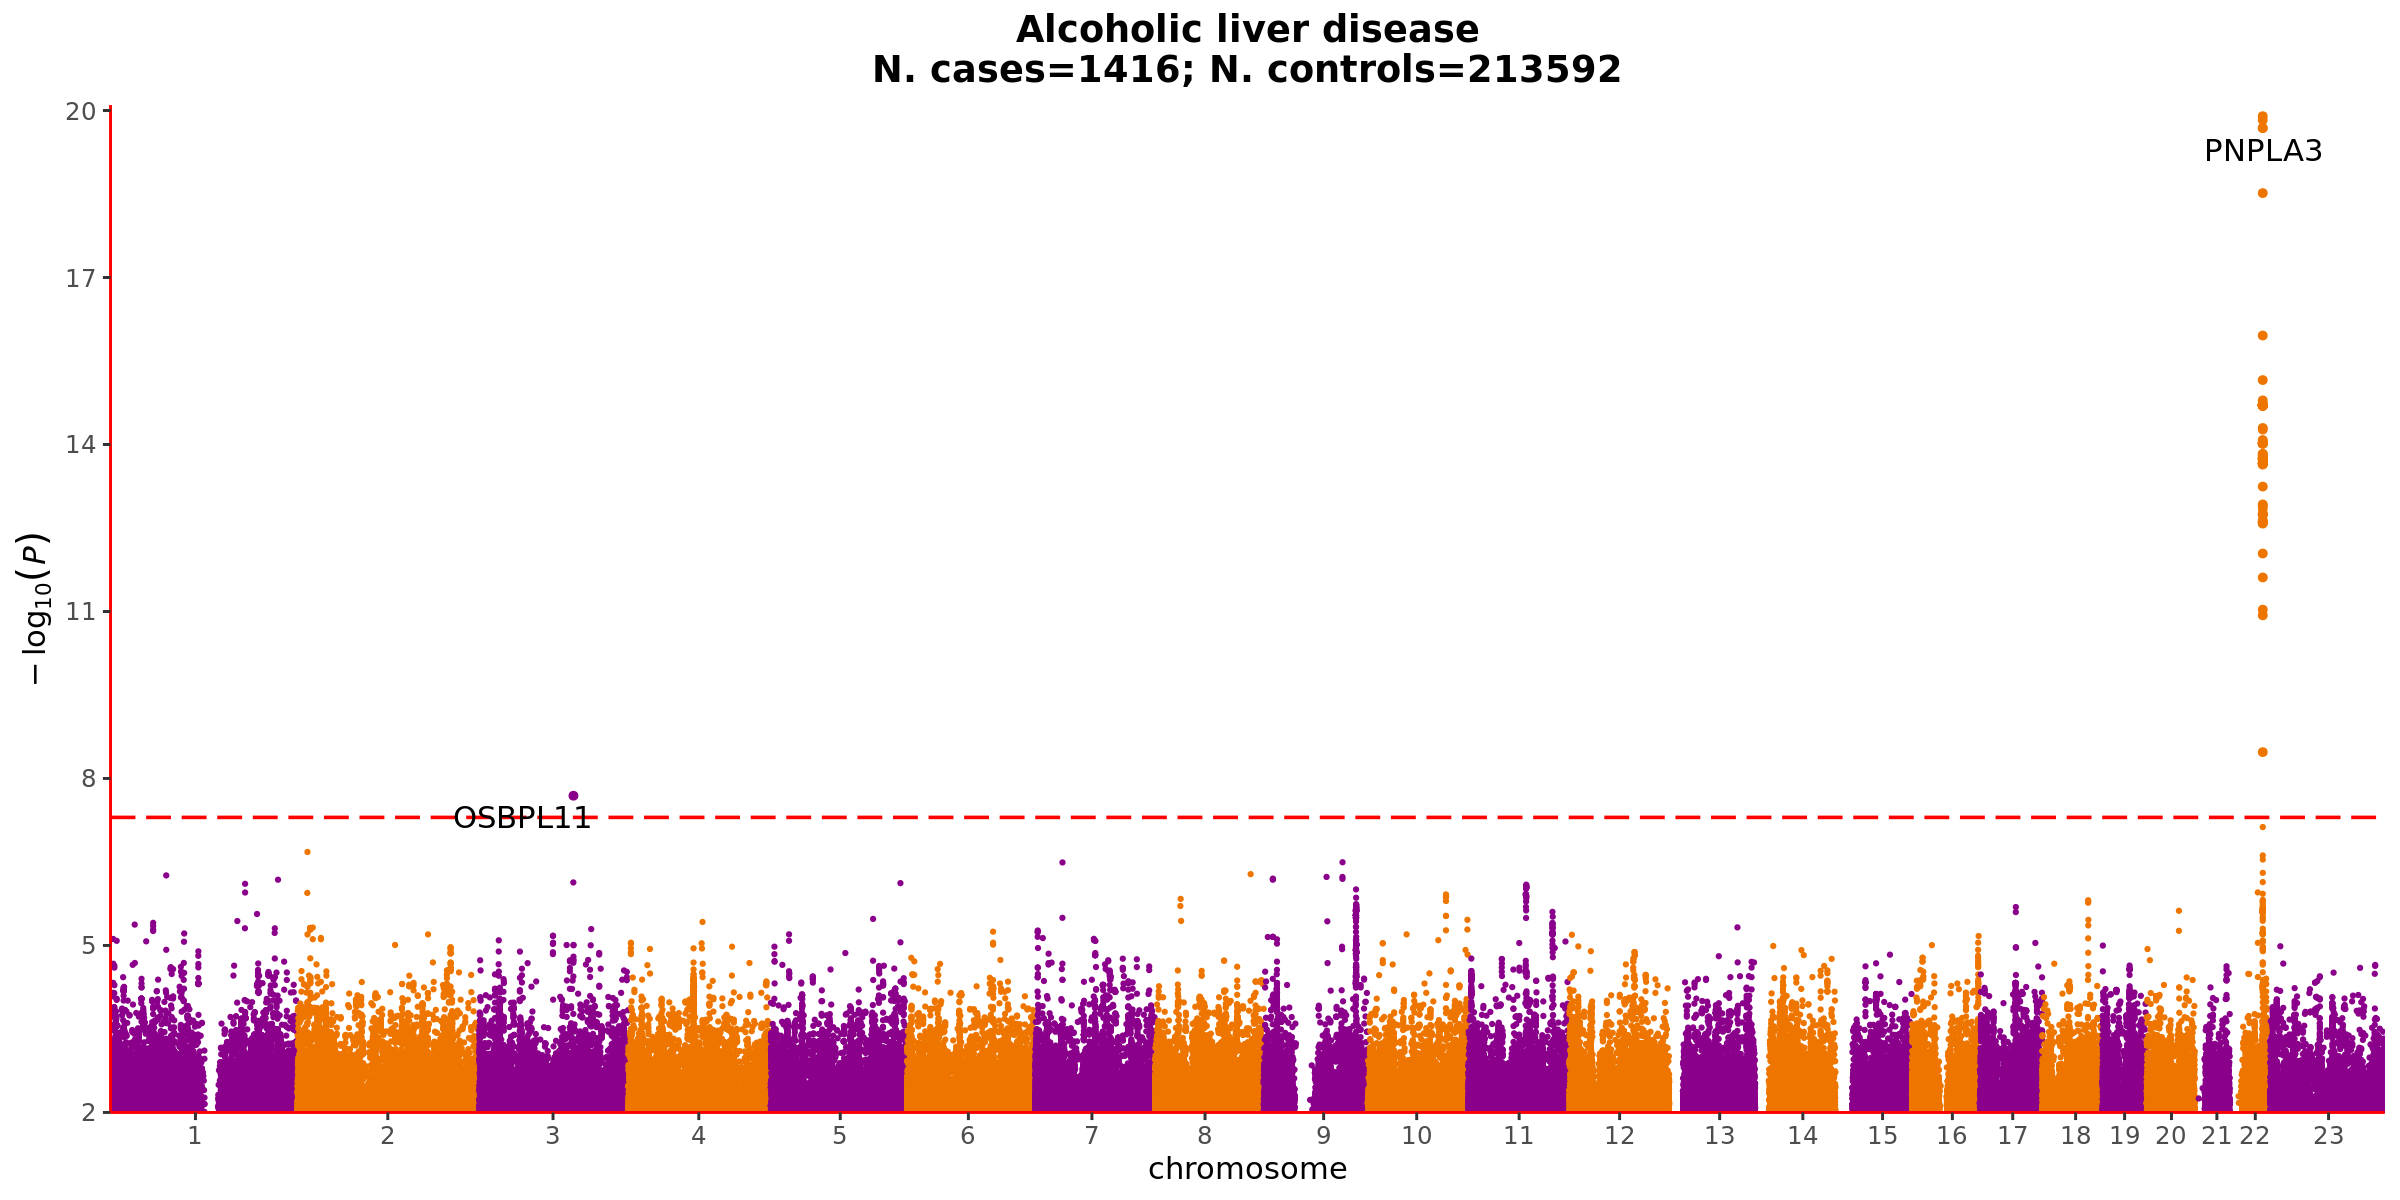 Alcoholic liver disease
N. cases=1416; N. controls=213592
20
PNPLA3
17
14
−log₁₀(P)
11
8
OSBPL11
5
2
1 2 3 4 5 6 7 8 9 10 11 12 13 14 15 16 17 18 19 20 21 22 23
chromosome